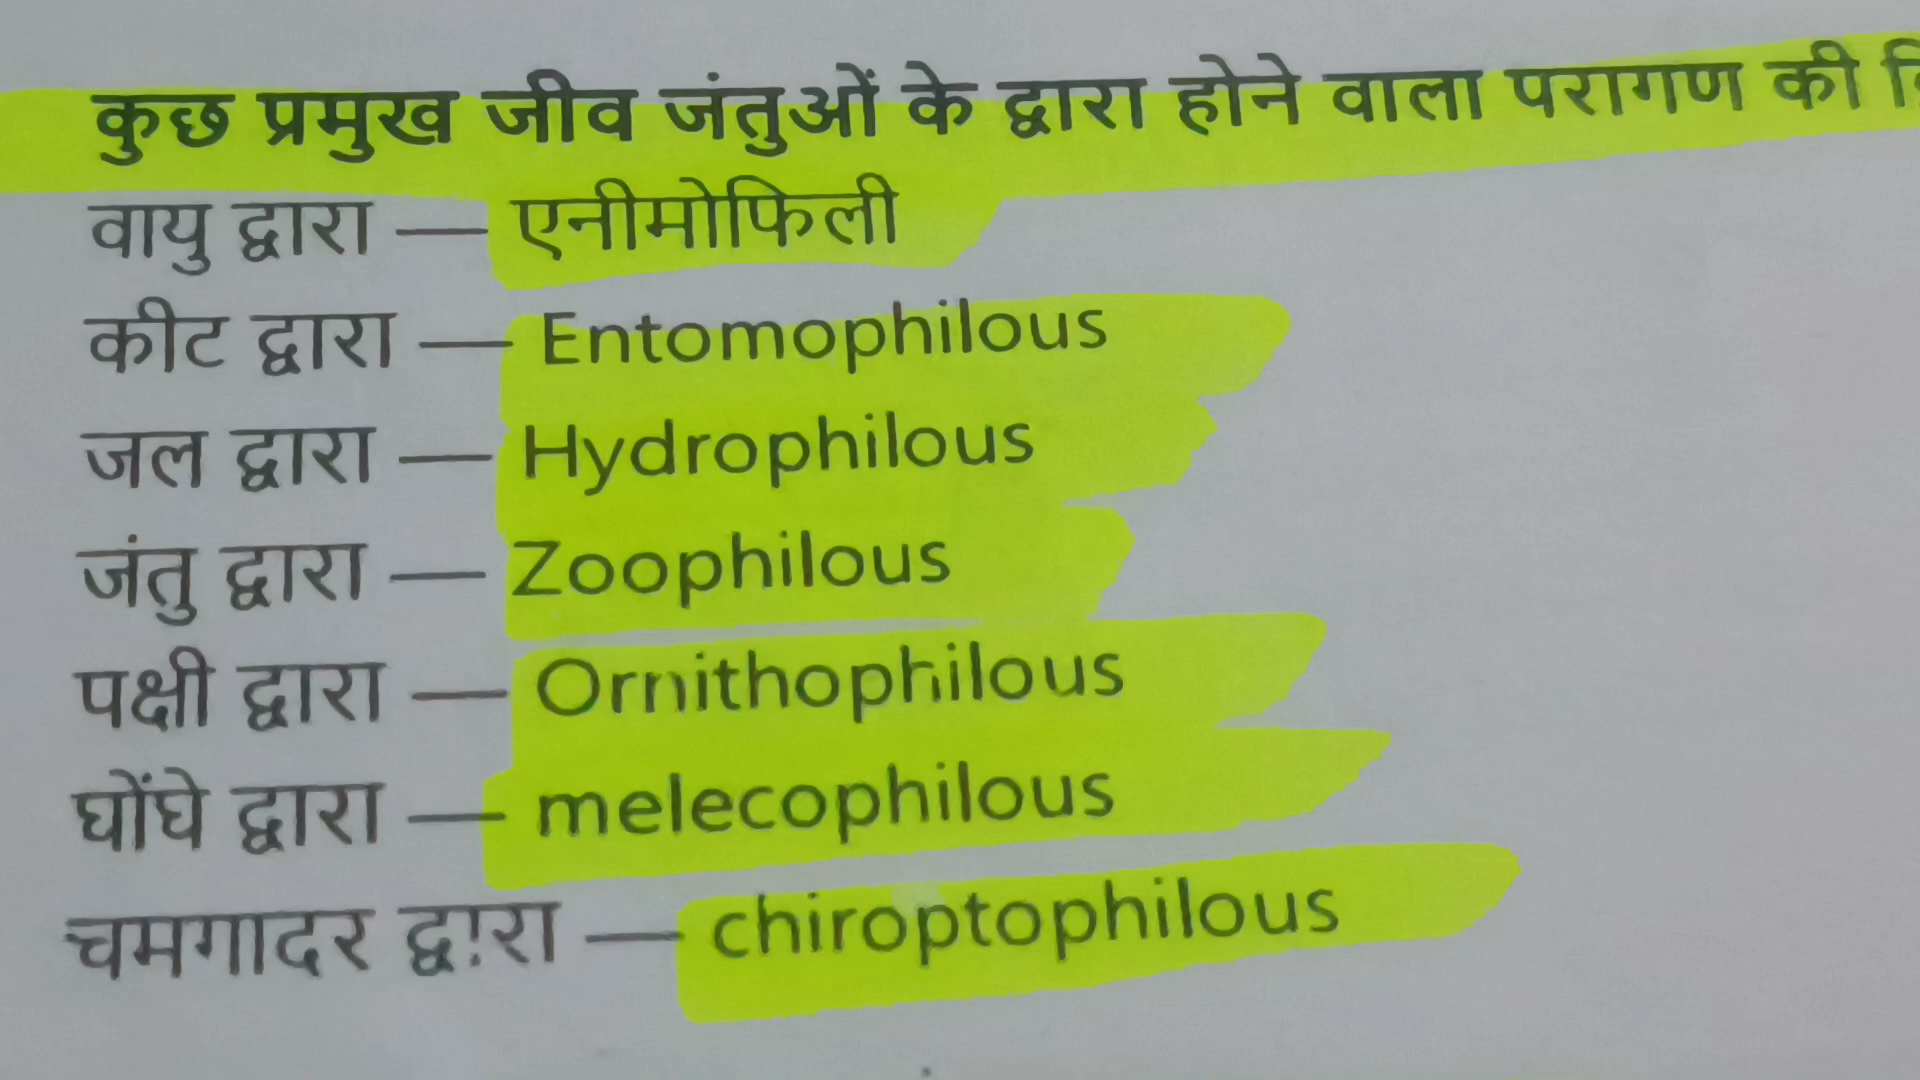 कुछ प्रमुख जीव जंतुओं के द्वारा होने वाला परागण की
वायु द्वारा — एनीमोफिली
कीट द्वारा — Entomophilous
जल द्वारा — Hydrophilous
जंतु द्वारा — Zoophilous
पक्षी द्वारा — Ornithophilous
घोंघे द्वारा — melecophilous
चमगादर द्वारा — chiroptophilous